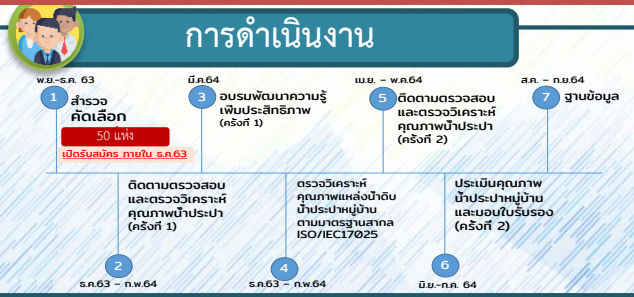 การดำเนินงาน
พ.ย.-ธ.ค. 63
1
สำรวจ
คัดเลือก
50 แห่ง
เปิดรับสมัคร ภายใน ธ.ค.63
ติดตามตรวจสอบ
และตรวจวิเคราะห์
คุณภาพน้ำประปา
(ครั้งที่ 1)
2
ธ.ค.63 – ก.พ.64
มี.ค.64
3
อบรมพัฒนาความรู้
เพิ่มประสิทธิภาพ
(ครั้งที่ 1)
ตรวจวิเคราะห์
คุณภาพแหล่งน้ำดิบ
น้ำประปาหมู่บ้าน
ตามมาตรฐานสากล
ISO/IEC17025
4
ธ.ค.63 – ก.พ.64
เม.ย. – พ.ค.64
5
ติดตามตรวจสอบ
และตรวจวิเคราะห์
คุณภาพน้ำประปา
(ครั้งที่ 2)
ประเมินคุณภาพ
น้ำประปาหมู่บ้าน
และมอบใบรับรอง
(ครั้งที่ 2)
6
มิ.ย.-ก.ค. 64
ส.ค. – ก.ย.64
7
ฐานข้อมูล